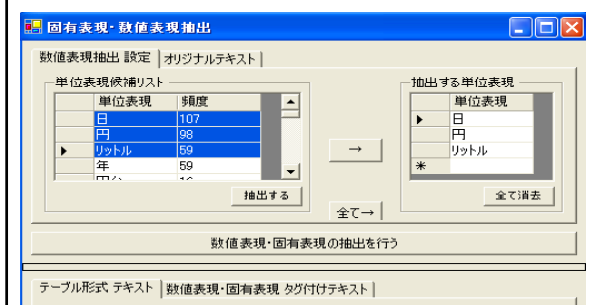 固有表現・数値表現抽出
数値表現抽出 設定 オリジナルテキスト
単位表現候補リスト 抽出する単位表現
単位表現 頻度 単位表現
日 107 日
円 98 円
リットル 59 リットル
年 59
抽出する 全て消去
→
全て→
数値表現・固有表現の抽出を行う
テーブル形式 テキスト 数値表現・固有表現 タグ付けテキスト